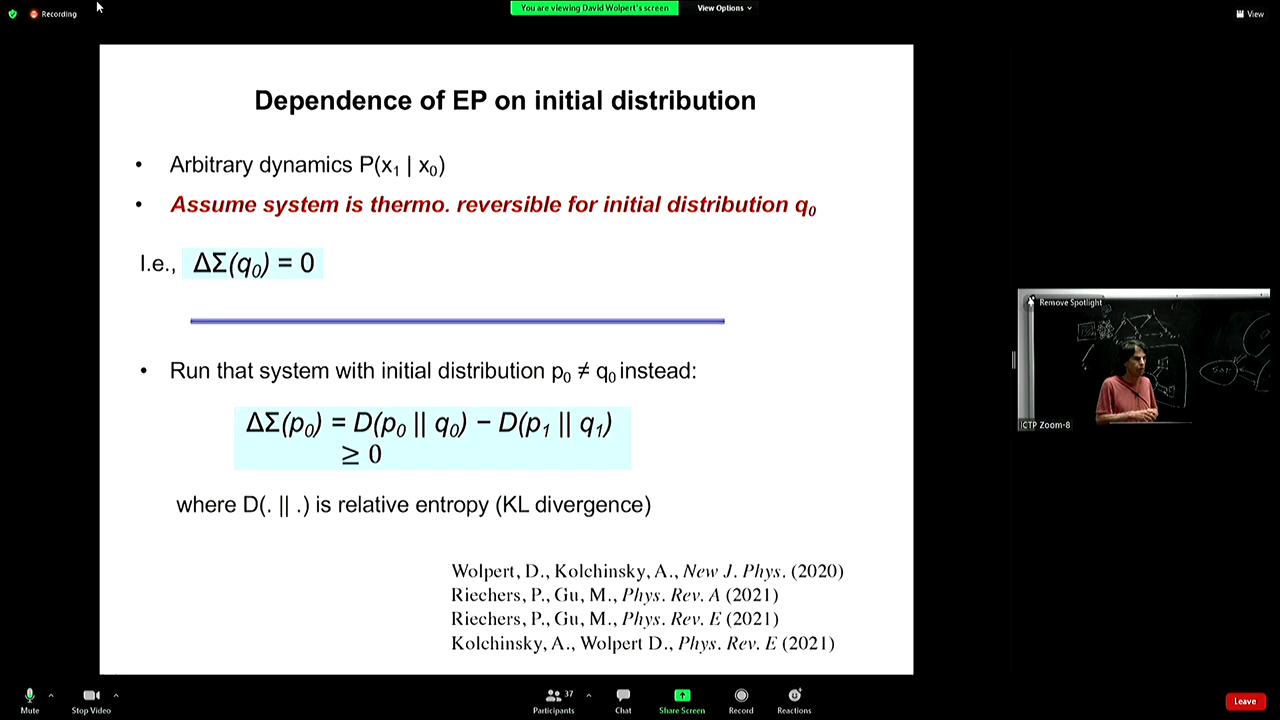 Recording
You are viewing David Wolpert's screen
View Options
View
Dependence of EP on initial distribution
• Arbitrary dynamics P(x₁ | x₀)
• Assume system is thermo. reversible for initial distribution q₀
I.e., ΔΣ(q₀) = 0
• Run that system with initial distribution p₀ ≠ q₀ instead:
ΔΣ(p₀) = D(p₀ || q₀) − D(p₁ || q₁)
≥ 0
where D(. || .) is relative entropy (KL divergence)
Wolpert, D., Kolchinsky, A., New J. Phys. (2020)
Riechers, P., Gu, M., Phys. Rev. A (2021)
Riechers, P., Gu, M., Phys. Rev. E (2021)
Kolchinsky, A., Wolpert D., Phys. Rev. E (2021)
Remove Spotlight
ICTP Zoom-8
Mute
Stop Video
Participants 37
Chat
Share Screen
Record
Reactions
Leave